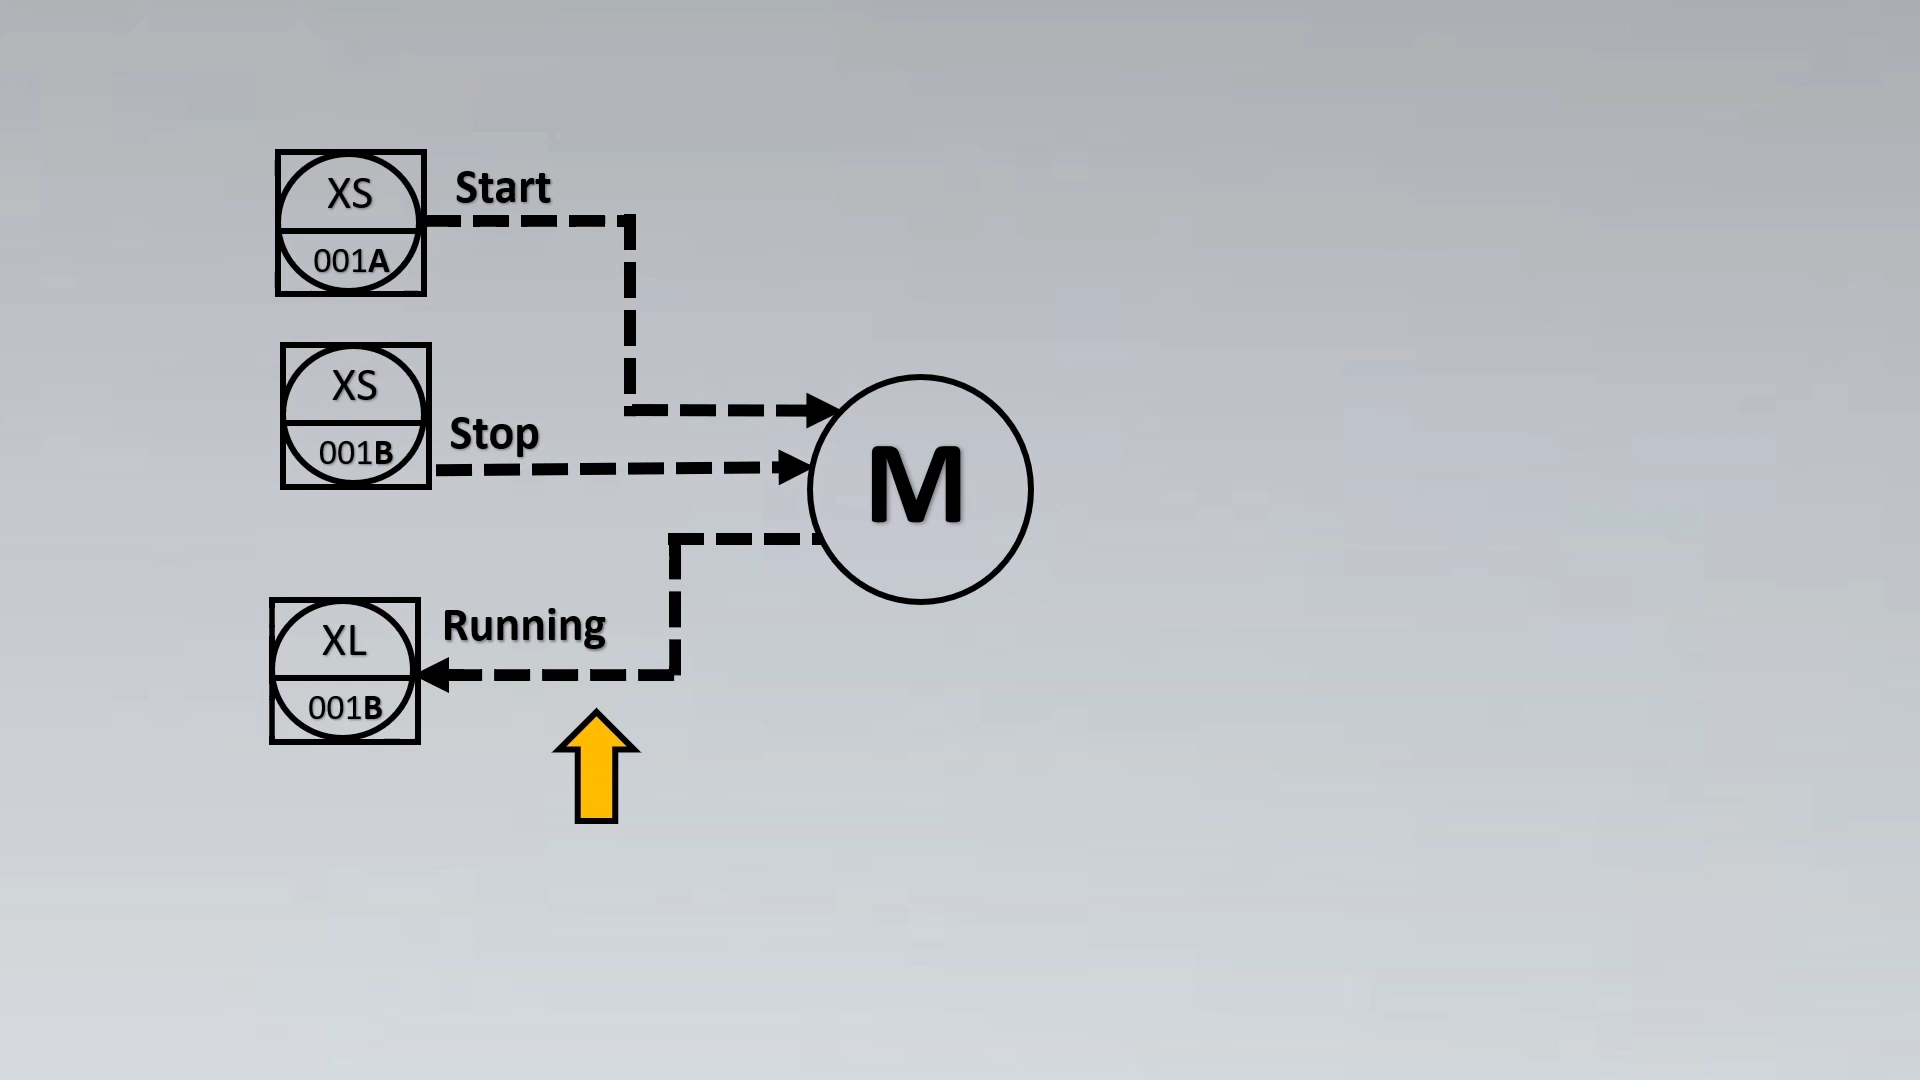 XS
001A
Start
XS
001B
Stop
M
XL
001B
Running